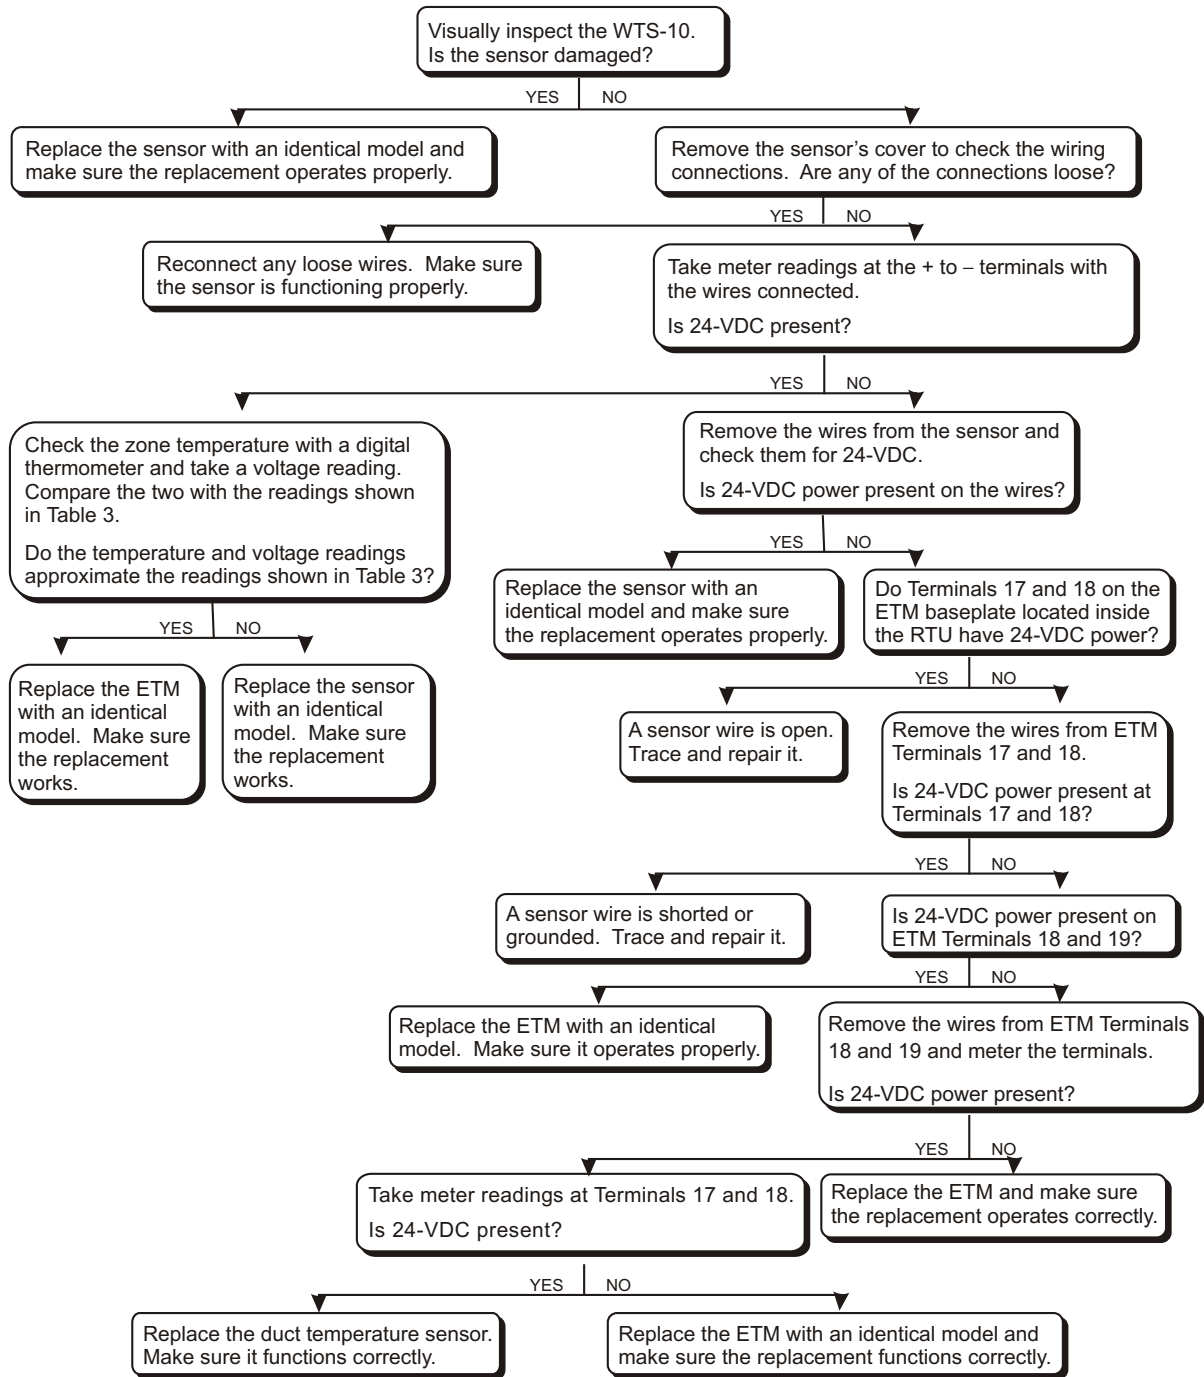 Visually inspect the WTS-10.
Is the sensor damaged?
YES
NO
Replace the sensor with an identical model and
make sure the replacement operates properly.
Remove the sensor's cover to check the wiring
connections. Are any of the connections loose?
YES
NO
Reconnect any loose wires. Make sure
the sensor is functioning properly.
Take meter readings at the + to – terminals with
the wires connected.
Is 24-VDC present?
YES
NO
Check the zone temperature with a digital
thermometer and take a voltage reading.
Compare the two with the readings shown
in Table 3.
Do the temperature and voltage readings
approximate the readings shown in Table 3?
Remove the wires from the sensor and
check them for 24-VDC.
Is 24-VDC power present on the wires?
YES
NO
Replace the sensor with an
identical model and make sure
the replacement operates properly.
Do Terminals 17 and 18 on the
ETM baseplate located inside
the RTU have 24-VDC power?
YES
NO
Replace the ETM
with an identical
model. Make sure
the replacement
works.
Replace the sensor
with an identical
model. Make sure
the replacement
works.
YES
NO
A sensor wire is open.
Trace and repair it.
Remove the wires from ETM
Terminals 17 and 18.
Is 24-VDC power present at
Terminals 17 and 18?
YES
NO
A sensor wire is shorted or
grounded. Trace and repair it.
Is 24-VDC power present on
ETM Terminals 18 and 19?
YES
NO
Replace the ETM with an identical
model. Make sure it operates properly.
Remove the wires from ETM Terminals
18 and 19 and meter the terminals.
Is 24-VDC power present?
YES
NO
Take meter readings at Terminals 17 and 18.
Is 24-VDC present?
Replace the ETM and make sure
the replacement operates correctly.
YES
NO
Replace the duct temperature sensor.
Make sure it functions correctly.
Replace the ETM with an identical model and
make sure the replacement functions correctly.